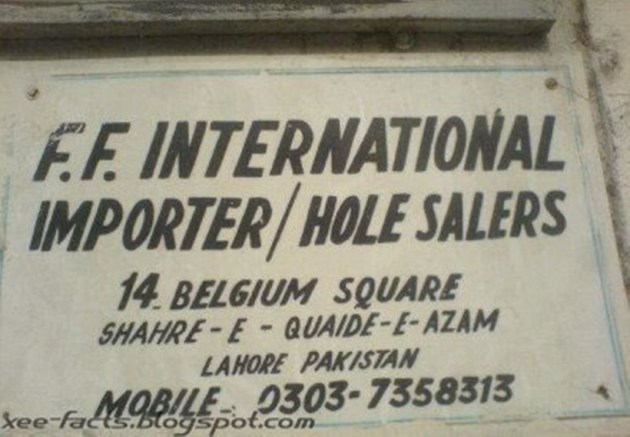 F.F. INTERNATIONAL
IMPORTER/HOLE SALERS
14. BELGIUM SQUARE
SHAHRE-E-QUAIDE-E-AZAM
LAHORE PAKISTAN
MOBILE: 0303-7358313
xee-facts.blogspot.com